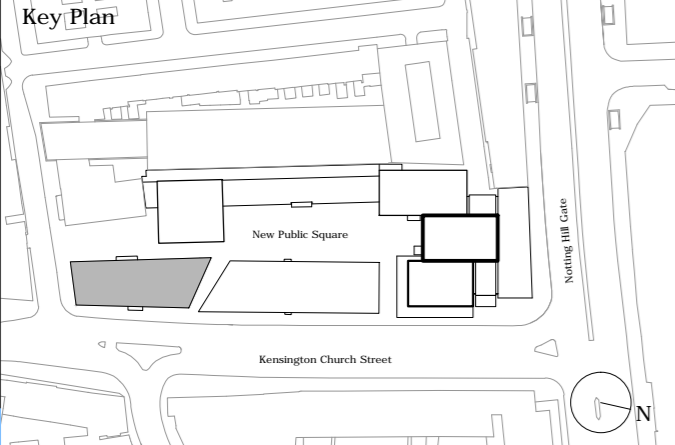 Key Plan
Notting Hill Gate
New Public Square
Kensington Church Street
N